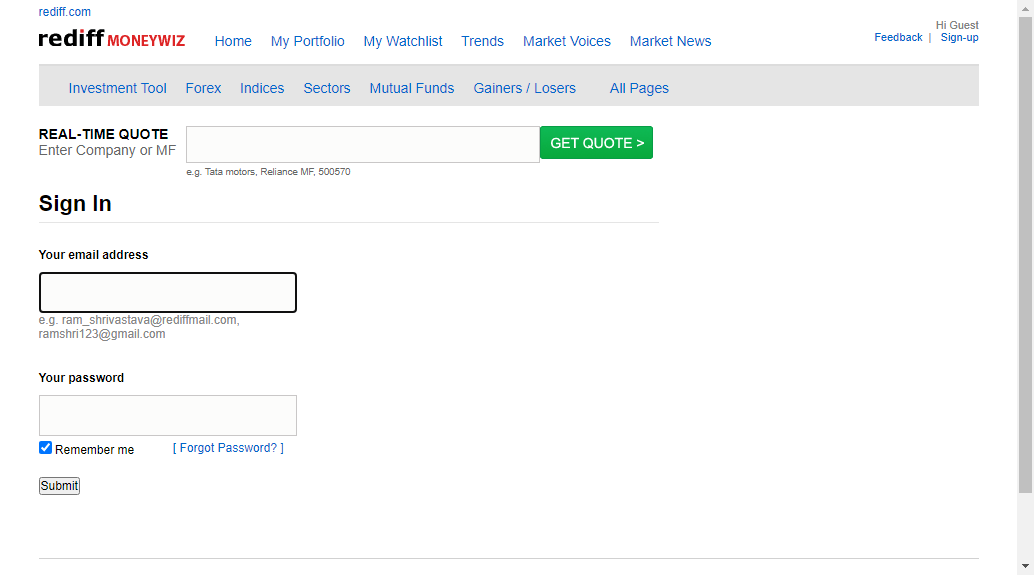 rediff.com
rediff MONEYWIZ Home My Portfolio My Watchlist Trends Market Voices Market News
Hi Guest
Feedback | Sign-up
Investment Tool Forex Indices Sectors Mutual Funds Gainers / Losers All Pages
REAL-TIME QUOTE
Enter Company or MF
GET QUOTE >
e.g. Tata motors, Reliance MF, 500570
Sign In
Your email address
e.g. ram_shrivastava@rediffmail.com,
ramshri123@gmail.com
Your password
Remember me [ Forgot Password? ]
Submit